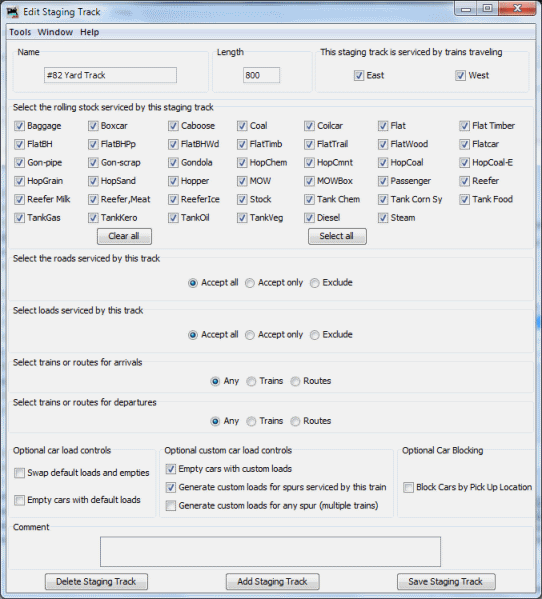 Edit Staging Track
Tools Window Help
Name
#82 Yard Track
Length
800
This staging track is serviced by trains traveling
East West
Select the rolling stock serviced by this staging track
Baggage Boxcar Caboose Coal Coilcar Flat Flat Timber
FlatBH FlatBHPp FlatBHWd FlatTimb FlatTrail FlatWood Flatcar
Gon-pipe Gon-scrap Gondola HopChem HopCmnt HopCoal HopCoal-E
HopGrain HopSand Hopper MOW MOWBox Passenger Reefer
Reefer Milk Reefer,Meat ReeferIce Stock Tank Chem Tank Corn Sy Tank Food
TankGas TankKero TankOil TankVeg Diesel Steam
Clear all Select all
Select the roads serviced by this track
Accept all Accept only Exclude
Select loads serviced by this track
Accept all Accept only Exclude
Select trains or routes for arrivals
Any Trains Routes
Select trains or routes for departures
Any Trains Routes
Optional car load controls
Swap default loads and empties
Empty cars with default loads
Optional custom car load controls
Empty cars with custom loads
Generate custom loads for spurs serviced by this train
Generate custom loads for any spur (multiple trains)
Optional Car Blocking
Block Cars by Pick Up Location
Comment
Delete Staging Track Add Staging Track Save Staging Track